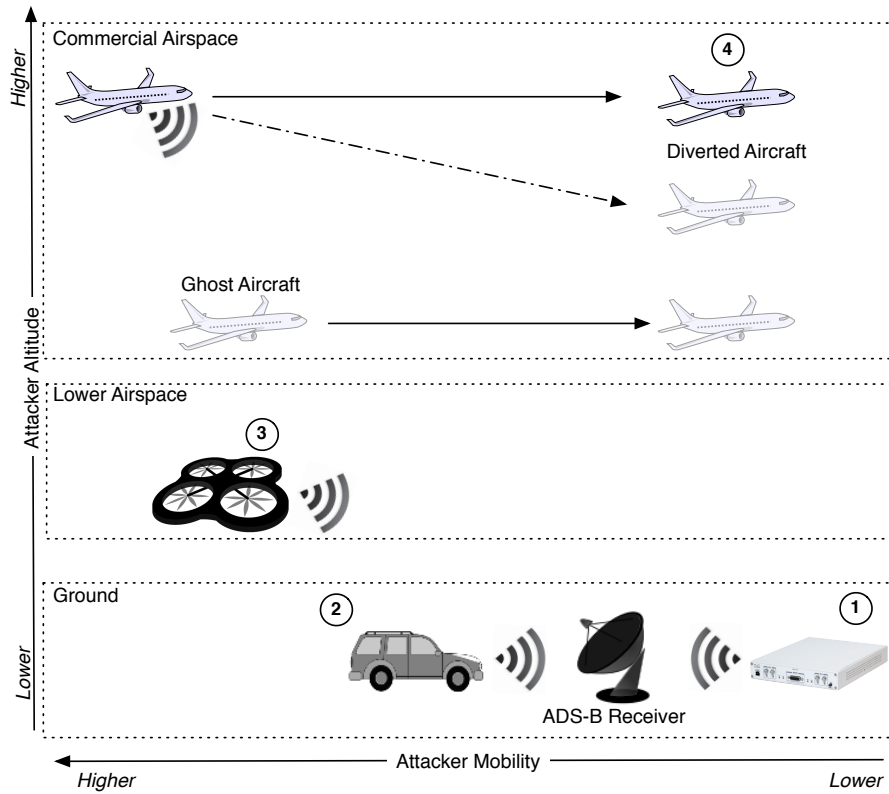 Commercial Airspace
4
Diverted Aircraft
Ghost Aircraft
Lower Airspace
3
Ground
2
1
ADS-B Receiver
Higher
Attacker Altitude
Lower
Attacker Mobility
Higher
Lower